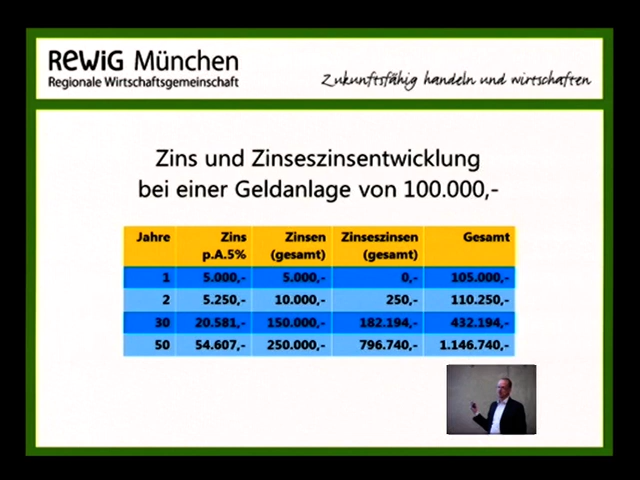 ReWiG München
Regionale Wirtschaftsgemeinschaft
Zukunftsfähig handeln und wirtschaften
Zins und Zinseszinsentwicklung
bei einer Geldanlage von 100.000,-
Jahre Zins Zinsen Zinseszinsen Gesamt
p.A.5% (gesamt) (gesamt)
1 5.000,- 5.000,- 0,- 105.000,-
2 5.250,- 10.000,- 250,- 110.250,-
30 20.581,- 150.000,- 182.194,- 432.194,-
50 54.607,- 250.000,- 796.740,- 1.146.740,-